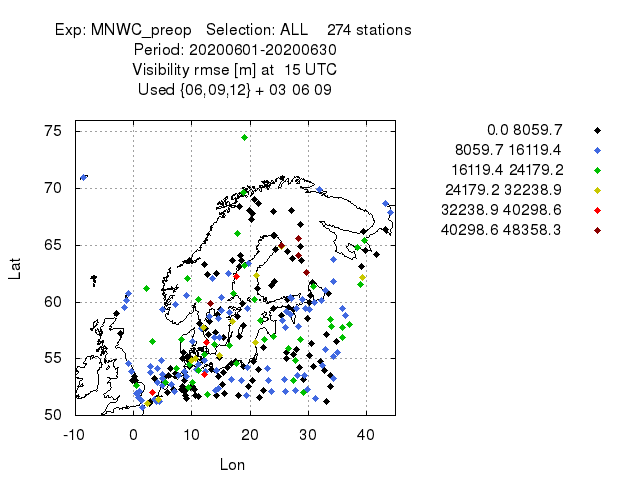 Exp: MNWC_preop   Selection: ALL    274 stations
Period: 20200601-20200630
Visibility rmse [m] at  15 UTC
Used {06,09,12} + 03 06 09
0.0 8059.7
8059.7 16119.4
16119.4 24179.2
24179.2 32238.9
32238.9 40298.6
40298.6 48358.3
75
70
65
60
55
50
Lat
-10 0 10 20 30 40
Lon